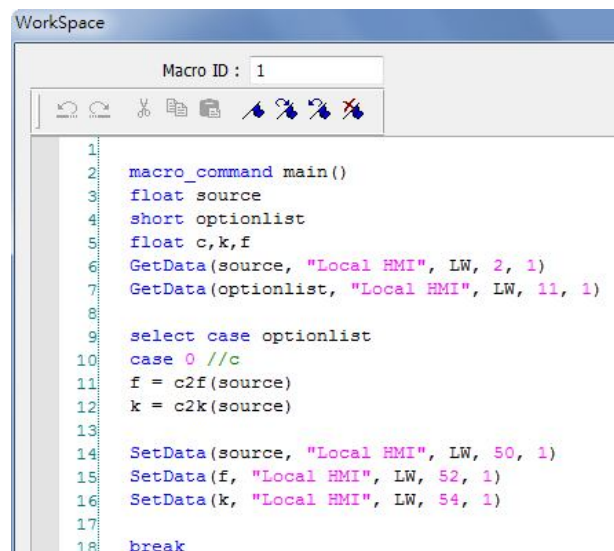 WorkSpace
Macro ID : 1
1
2 macro_command main()
3 float source
4 short optionlist
5 float c,k,f
6 GetData(source, "Local HMI", LW, 2, 1)
7 GetData(optionlist, "Local HMI", LW, 11, 1)
8
9 select case optionlist
10 case 0 //c
11 f = c2f(source)
12 k = c2k(source)
13
14 SetData(source, "Local HMI", LW, 50, 1)
15 SetData(f, "Local HMI", LW, 52, 1)
16 SetData(k, "Local HMI", LW, 54, 1)
17
18 break